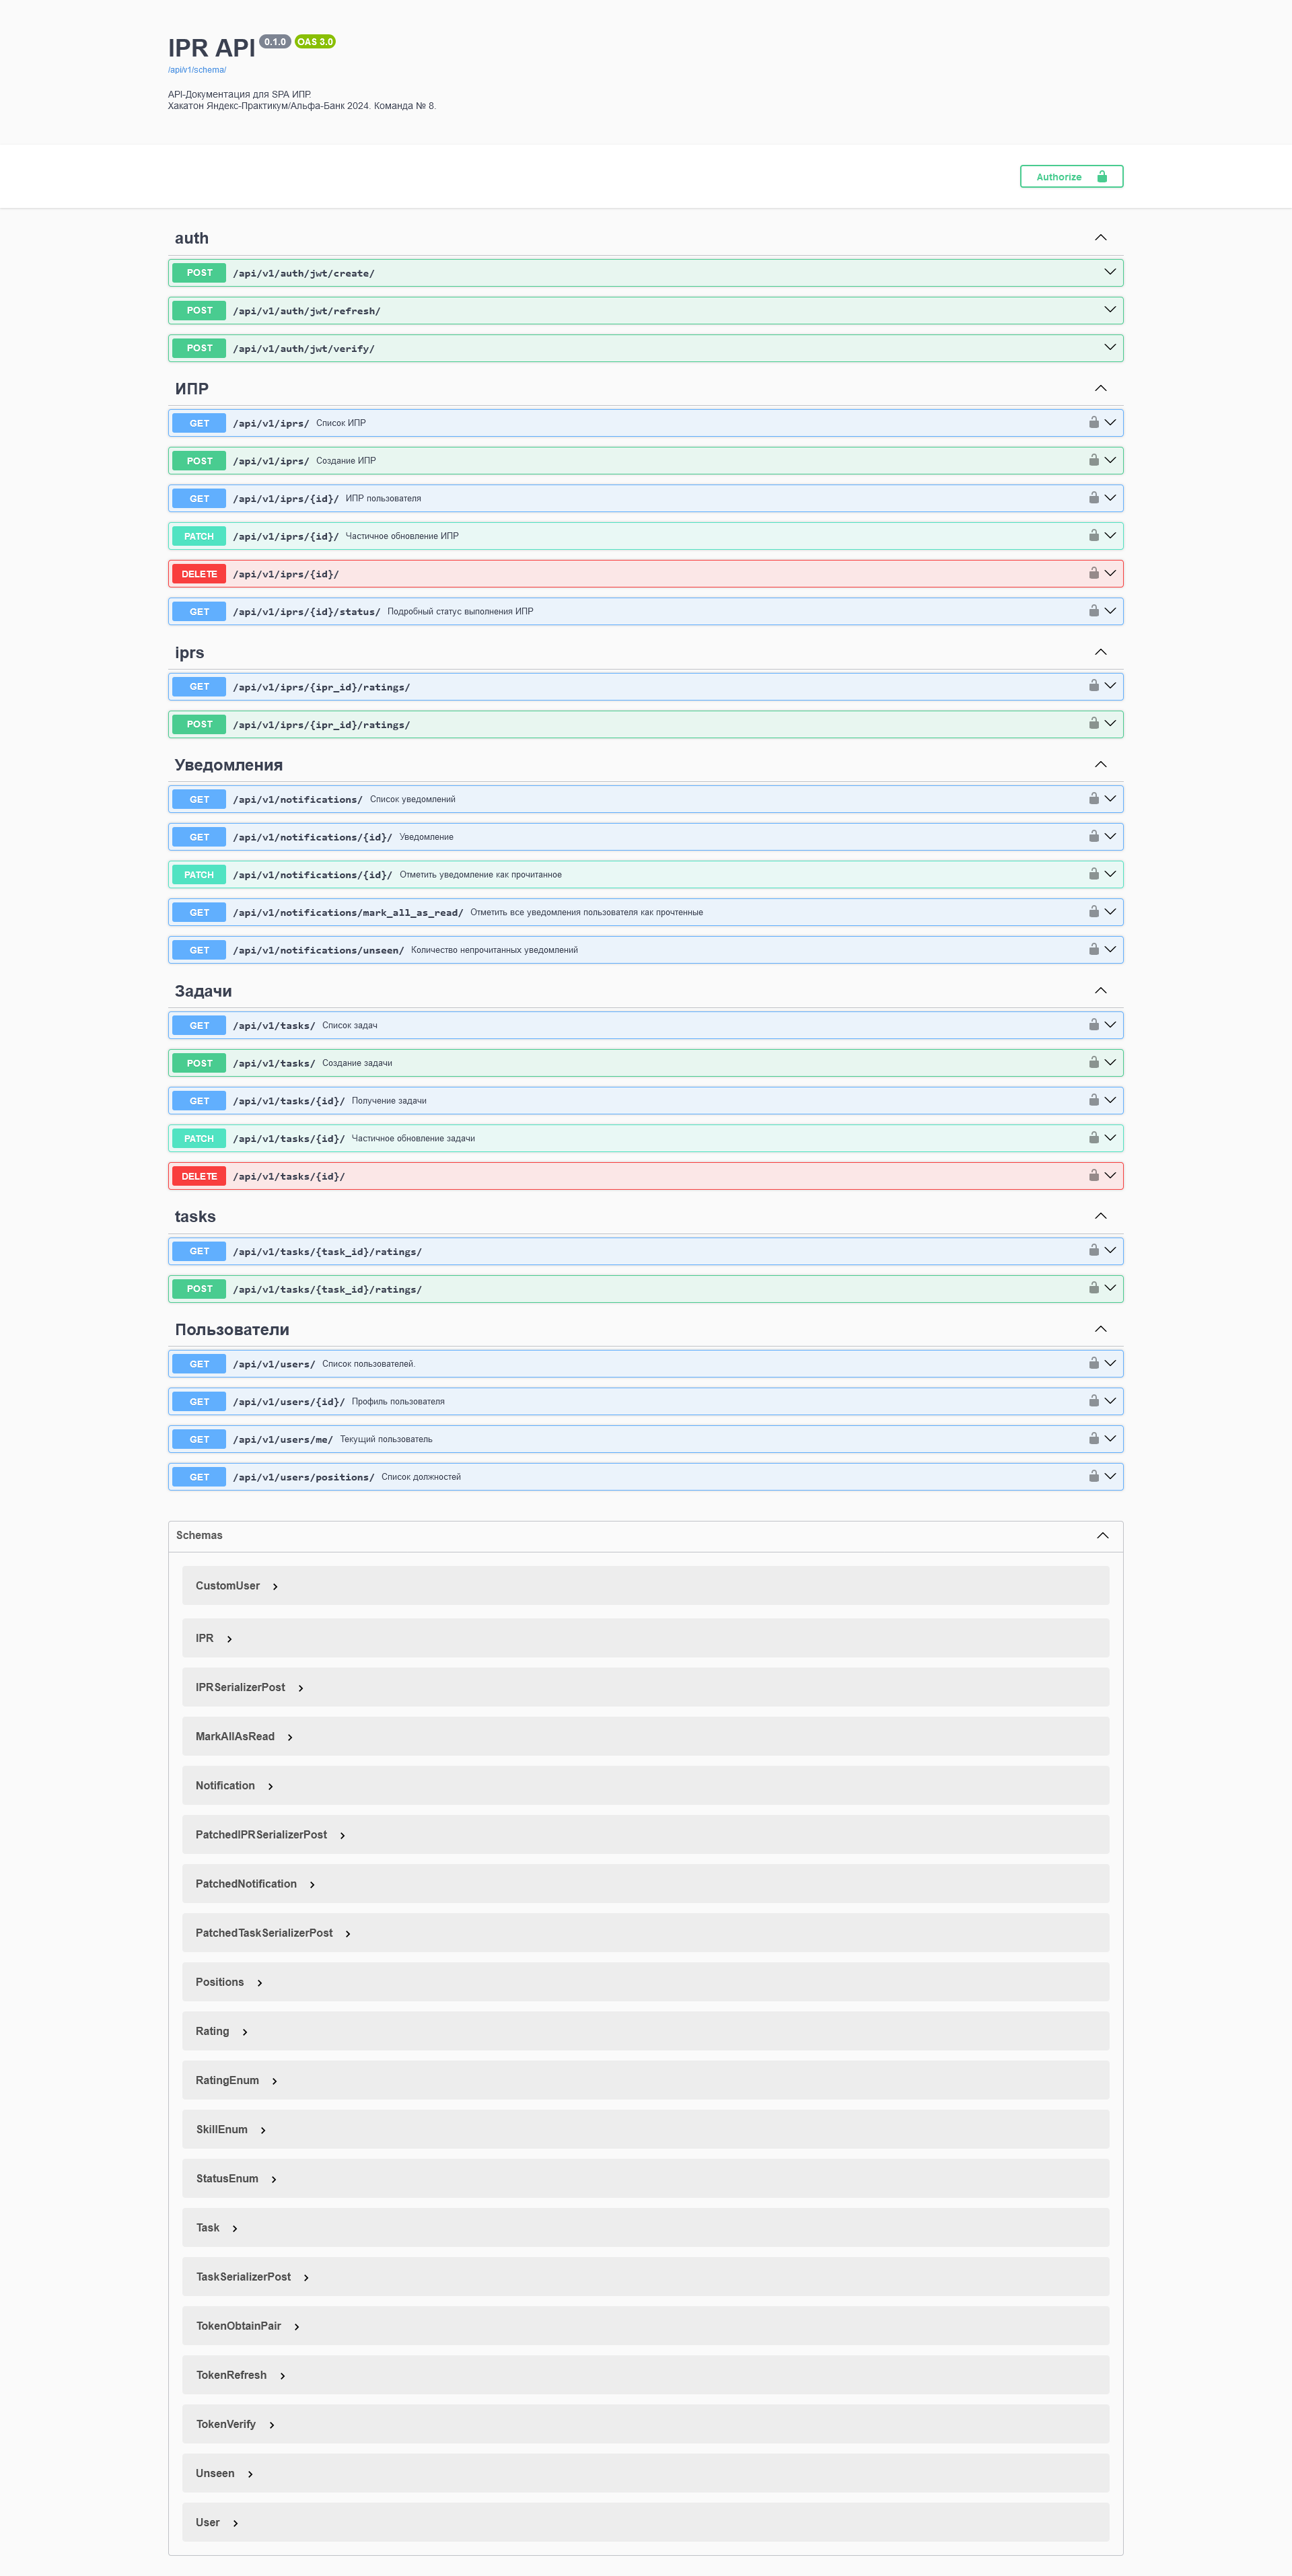 IPR API 0.1.0 OAS 3.0
/api/v1/schema/
API-Документация для SPA ИПР.
Хакатон Яндекс-Практикум/Альфа-Банк 2024. Команда № 8.
Authorize
auth
POST /api/v1/auth/jwt/create/
POST /api/v1/auth/jwt/refresh/
POST /api/v1/auth/jwt/verify/
ИПР
GET /api/v1/iprs/ Список ИПР
POST /api/v1/iprs/ Создание ИПР
GET /api/v1/iprs/{id}/ ИПР пользователя
PATCH /api/v1/iprs/{id}/ Частичное обновление ИПР
DELETE /api/v1/iprs/{id}/
GET /api/v1/iprs/{id}/status/ Подробный статус выполнения ИПР
iprs
GET /api/v1/iprs/{ipr_id}/ratings/
POST /api/v1/iprs/{ipr_id}/ratings/
Уведомления
GET /api/v1/notifications/ Список уведомлений
GET /api/v1/notifications/{id}/ Уведомление
PATCH /api/v1/notifications/{id}/ Отметить уведомление как прочитанное
GET /api/v1/notifications/mark_all_as_read/ Отметить все уведомления пользователя как прочтенные
GET /api/v1/notifications/unseen/ Количество непрочитанных уведомлений
Задачи
GET /api/v1/tasks/ Список задач
POST /api/v1/tasks/ Создание задачи
GET /api/v1/tasks/{id}/ Получение задачи
PATCH /api/v1/tasks/{id}/ Частичное обновление задачи
DELETE /api/v1/tasks/{id}/
tasks
GET /api/v1/tasks/{task_id}/ratings/
POST /api/v1/tasks/{task_id}/ratings/
Пользователи
GET /api/v1/users/ Список пользователей.
GET /api/v1/users/{id}/ Профиль пользователя
GET /api/v1/users/me/ Текущий пользователь
GET /api/v1/users/positions/ Список должностей
Schemas
CustomUser
IPR
IPRSerializerPost
MarkAllAsRead
Notification
PatchedIPRSerializerPost
PatchedNotification
PatchedTaskSerializerPost
Positions
Rating
RatingEnum
SkillEnum
StatusEnum
Task
TaskSerializerPost
TokenObtainPair
TokenRefresh
TokenVerify
Unseen
User